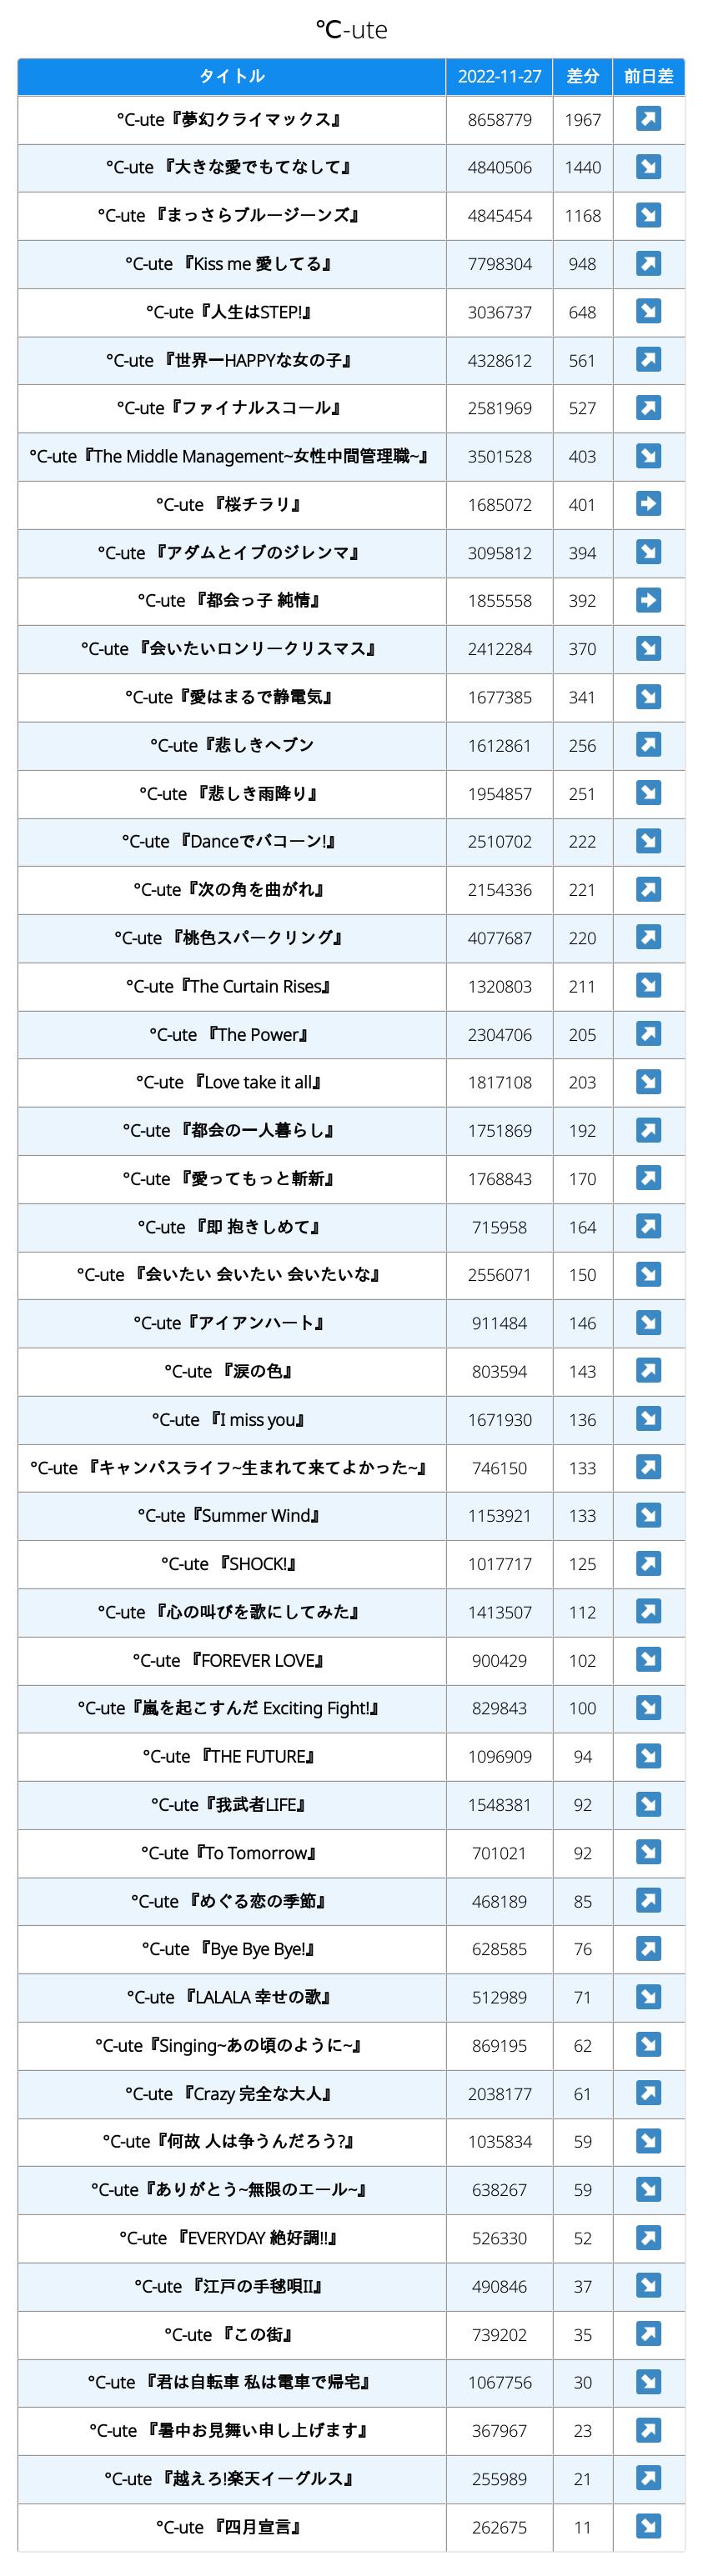 ℃-ute
タイトル 2022-11-27 差分 前日差
°C-ute『夢幻クライマックス』 8658779 1967 ↗
°C-ute 『大きな愛でもてなして』 4840506 1440 ↘
°C-ute 『まっさらブルージーンズ』 4845454 1168 ↘
°C-ute 『Kiss me 愛してる』 7798304 948 ↗
°C-ute『人生はSTEP!』 3036737 648 ↘
°C-ute 『世界一HAPPYな女の子』 4328612 561 ↗
°C-ute『ファイナルスコール』 2581969 527 ↗
°C-ute『The Middle Management~女性中間管理職~』 3501528 403 ↘
°C-ute 『桜チラリ』 1685072 401 ➡
°C-ute 『アダムとイブのジレンマ』 3095812 394 ↘
°C-ute 『都会っ子 純情』 1855558 392 ➡
°C-ute 『会いたいロンリークリスマス』 2412284 370 ↘
°C-ute『愛はまるで静電気』 1677385 341 ↘
°C-ute『悲しきヘブン 1612861 256 ↗
°C-ute 『悲しき雨降り』 1954857 251 ↘
°C-ute 『Danceでバコーン!』 2510702 222 ↘
°C-ute『次の角を曲がれ』 2154336 221 ↗
°C-ute 『桃色スパークリング』 4077687 220 ↗
°C-ute『The Curtain Rises』 1320803 211 ↘
°C-ute 『The Power』 2304706 205 ↗
°C-ute 『Love take it all』 1817108 203 ↘
°C-ute 『都会の一人暮らし』 1751869 192 ↗
°C-ute 『愛ってもっと斬新』 1768843 170 ↗
°C-ute 『即 抱きしめて』 715958 164 ↗
°C-ute 『会いたい 会いたい 会いたいな』 2556071 150 ↘
°C-ute『アイアンハート』 911484 146 ↘
°C-ute 『涙の色』 803594 143 ↗
°C-ute 『I miss you』 1671930 136 ↘
°C-ute 『キャンパスライフ~生まれて来てよかった~』 746150 133 ↗
°C-ute『Summer Wind』 1153921 133 ↘
°C-ute 『SHOCK!』 1017717 125 ↗
°C-ute 『心の叫びを歌にしてみた』 1413507 112 ↗
°C-ute 『FOREVER LOVE』 900429 102 ↘
°C-ute『嵐を起こすんだ Exciting Fight!』 829843 100 ↘
°C-ute 『THE FUTURE』 1096909 94 ↘
°C-ute『我武者LIFE』 1548381 92 ↘
°C-ute『To Tomorrow』 701021 92 ↘
°C-ute 『めぐる恋の季節』 468189 85 ↗
°C-ute 『Bye Bye Bye!』 628585 76 ↗
°C-ute 『LALALA 幸せの歌』 512989 71 ↘
°C-ute『Singing~あの頃のように~』 869195 62 ↘
°C-ute 『Crazy 完全な大人』 2038177 61 ↗
°C-ute『何故 人は争うんだろう?』 1035834 59 ↘
°C-ute『ありがとう~無限のエール~』 638267 59 ↘
°C-ute 『EVERYDAY 絶好調!!』 526330 52 ↗
°C-ute 『江戸の手毬唄II』 490846 37 ↘
°C-ute 『この街』 739202 35 ↗
°C-ute 『君は自転車 私は電車で帰宅』 1067756 30 ↘
°C-ute 『暑中お見舞い申し上げます』 367967 23 ↗
°C-ute 『越えろ!楽天イーグルス』 255989 21 ↗
°C-ute 『四月宣言』 262675 11 ↘